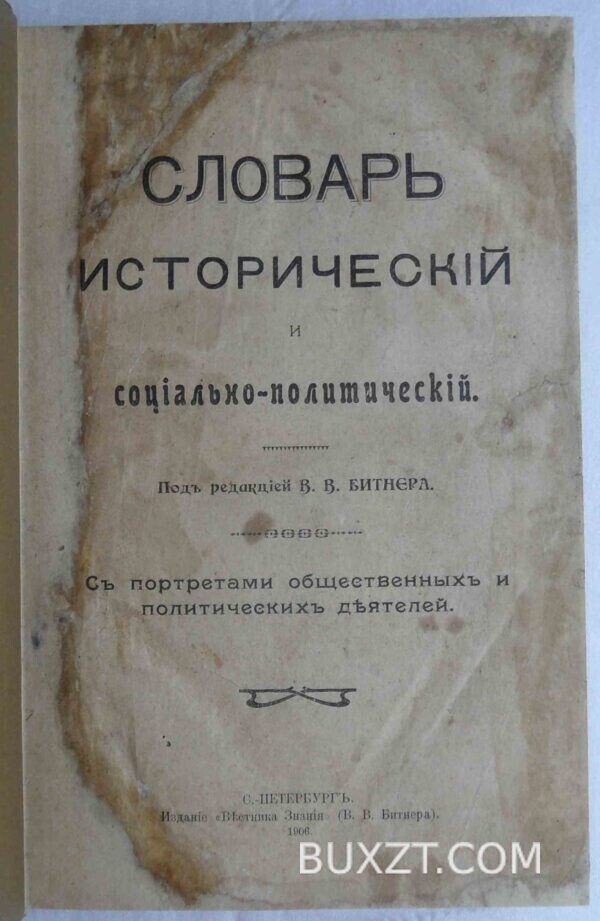 СЛОВАРЬ
ИСТОРИЧЕСКІЙ
И
соціально-политическій.
Подъ редакціей В. В. БИТНЕРА.
Съ портретами общественныхъ и
политическихъ дѣятелей.
С.-ПЕТЕРБУРГЪ.
Изданіе «Вѣстника Знанія» (В. В. Битнера).
1906
BUXZT.COM